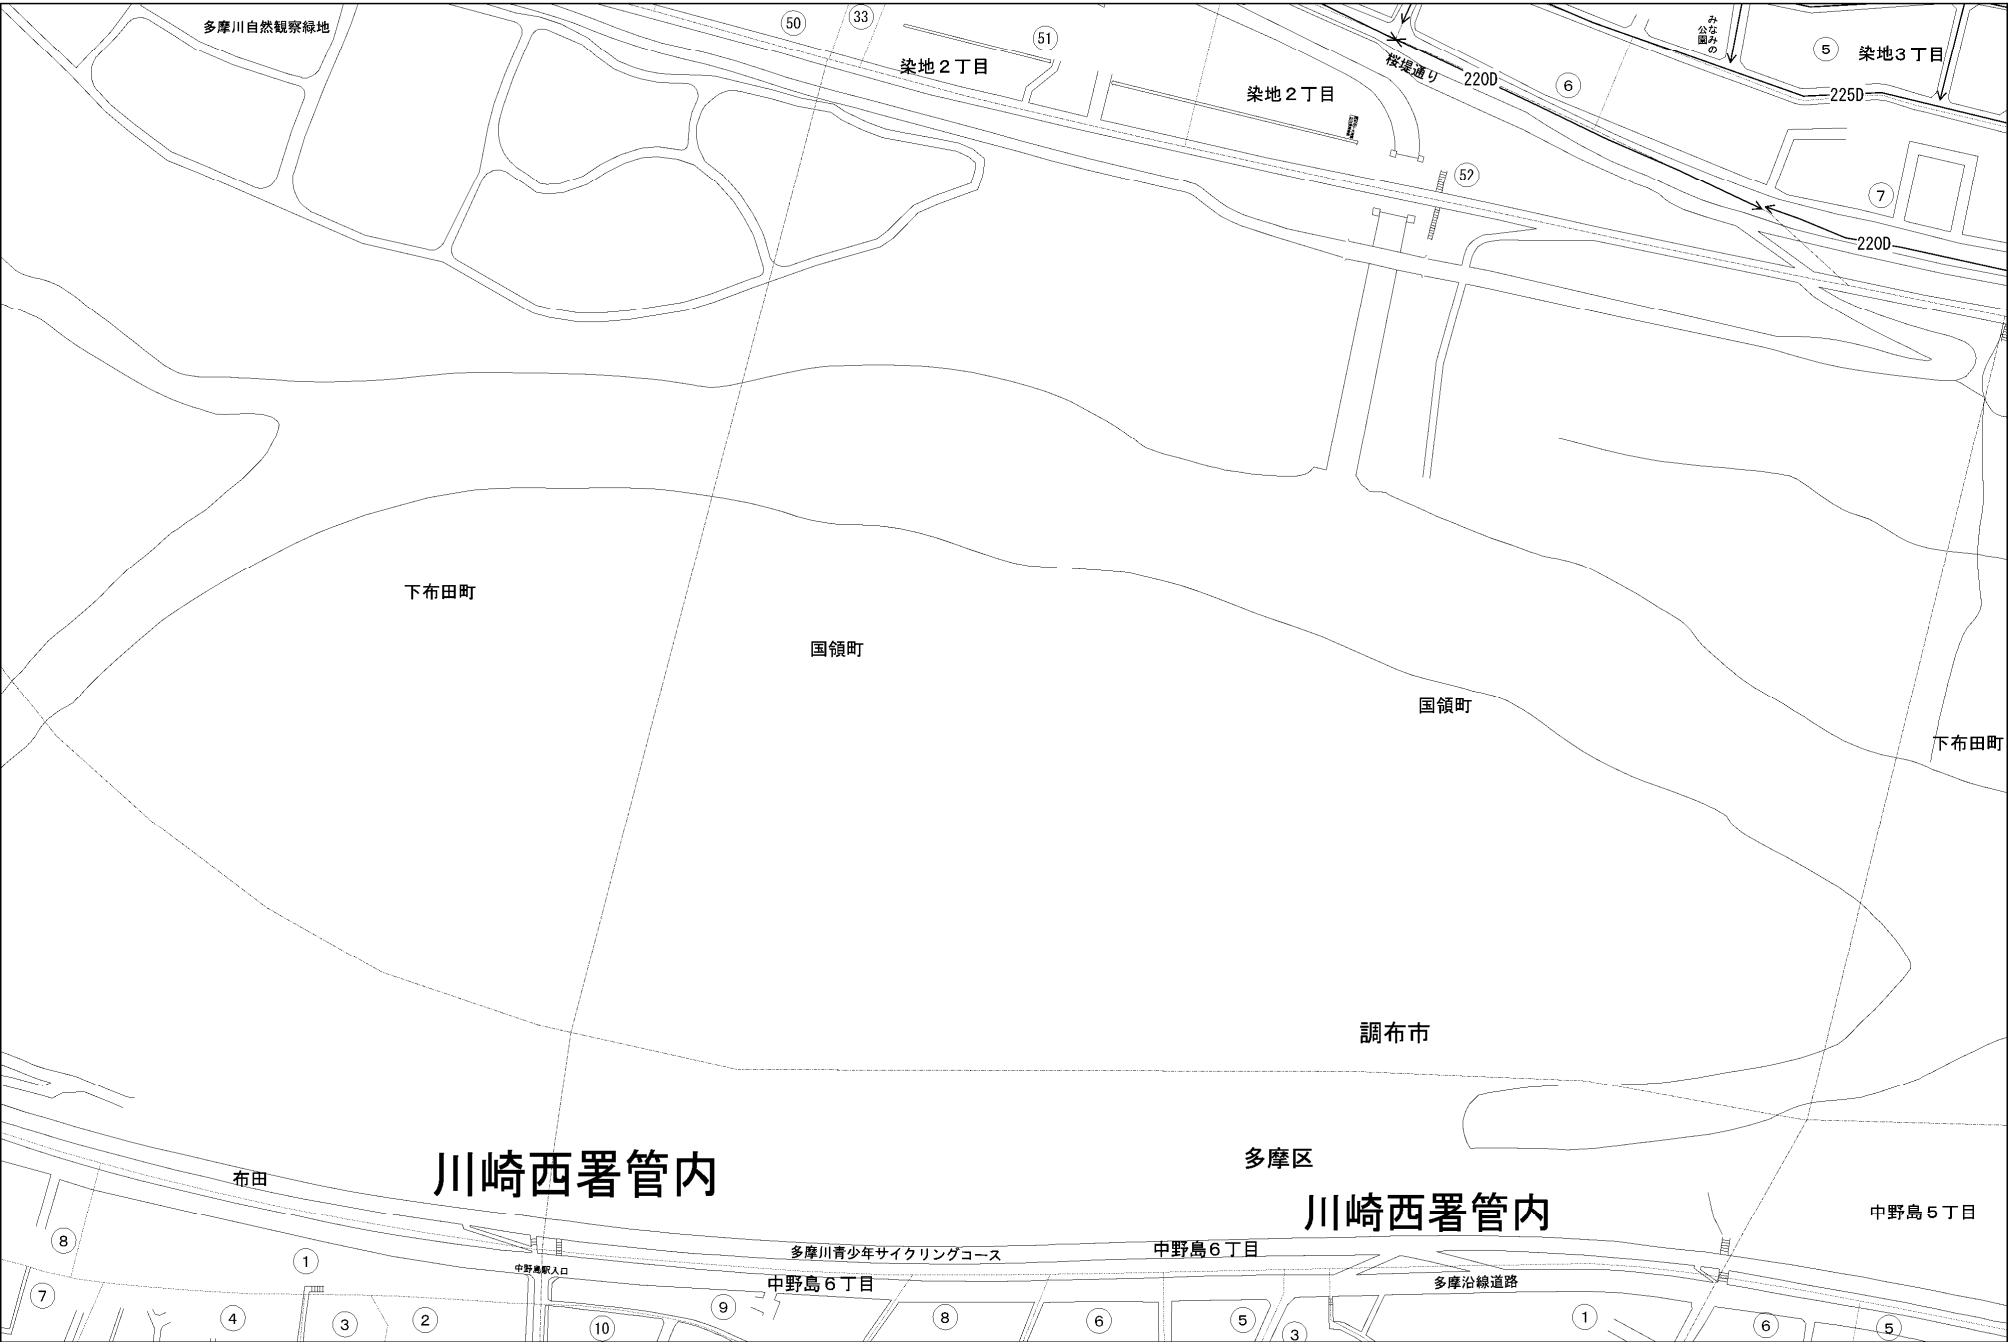 多摩川自然観察緑地
50
33
51
染地２丁目
染地２丁目
桜堤通り
220D
みなみの
公園
5
染地３丁目
6
225D
52
7
220D
下布田町
国領町
国領町
下布田町
調布市
多摩区
川崎西署管内
川崎西署管内
布田
中野島５丁目
多摩川青少年サイクリングコース
中野島６丁目
中野島駅入口
中野島６丁目
多摩沿線道路
8
1
7
4
3
2
9
10
8
6
5
3
1
6
5